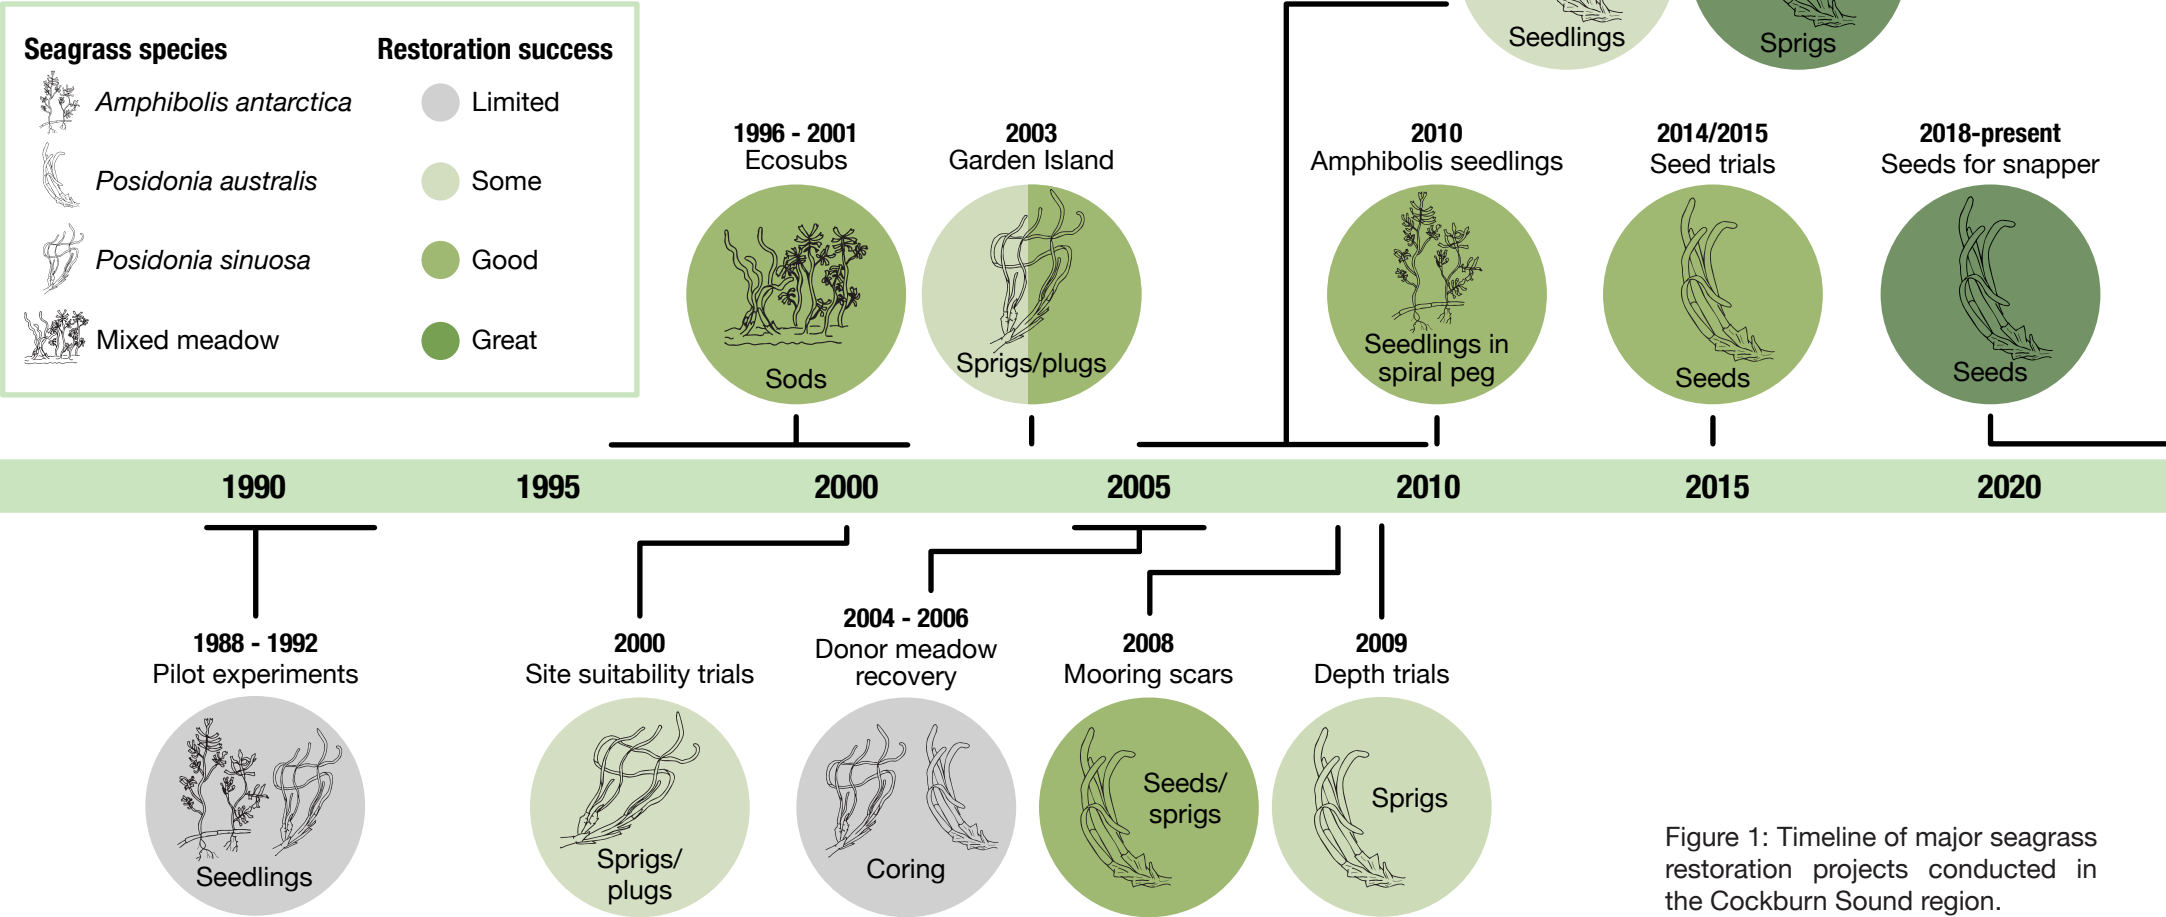 Seagrass species
Restoration success
Amphibolis antarctica
Limited
Posidonia australis
Some
Posidonia sinuosa
Good
Mixed meadow
Great
Seedlings
Sprigs
1996 - 2001
Ecosubs
Sods
2003
Garden Island
Sprigs/plugs
2010
Amphibolis seedlings
Seedlings in
spiral peg
2014/2015
Seed trials
Seeds
2018-present
Seeds for snapper
Seeds
1990
1995
2000
2005
2010
2015
2020
1988 - 1992
Pilot experiments
Seedlings
2000
Site suitability trials
Sprigs/
plugs
2004 - 2006
Donor meadow
recovery
Coring
2008
Mooring scars
Seeds/
sprigs
2009
Depth trials
Sprigs
Figure 1: Timeline of major seagrass
restoration projects conducted in
the Cockburn Sound region.